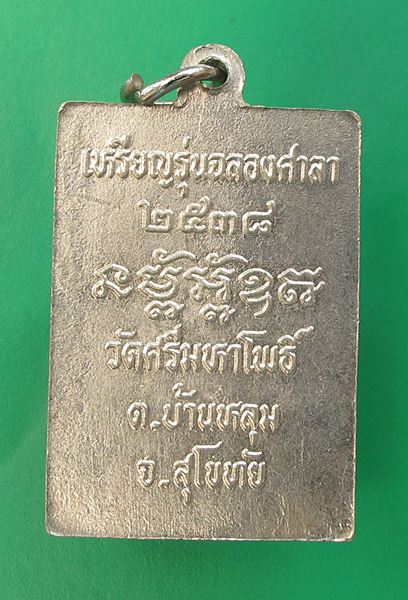 เหรียญรุ่นฉลองศาลา
๒๕๓๘
วัดศรีมหาโพธิ์
ต.บ้านหลุม
จ.สุโขทัย